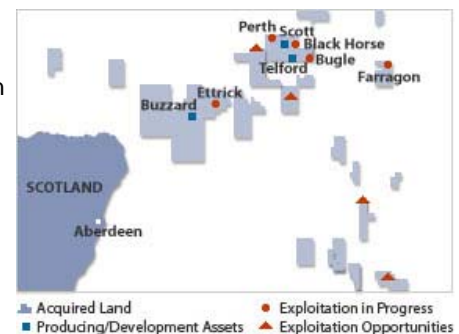 Perth Scott
Black Horse
Telford Bugle
Farragon
Ettrick
Buzzard
n
SCOTLAND
Aberdeen
Acquired Land
Exploitation in Progress
Producing/Development Assets
Exploitation Opportunities